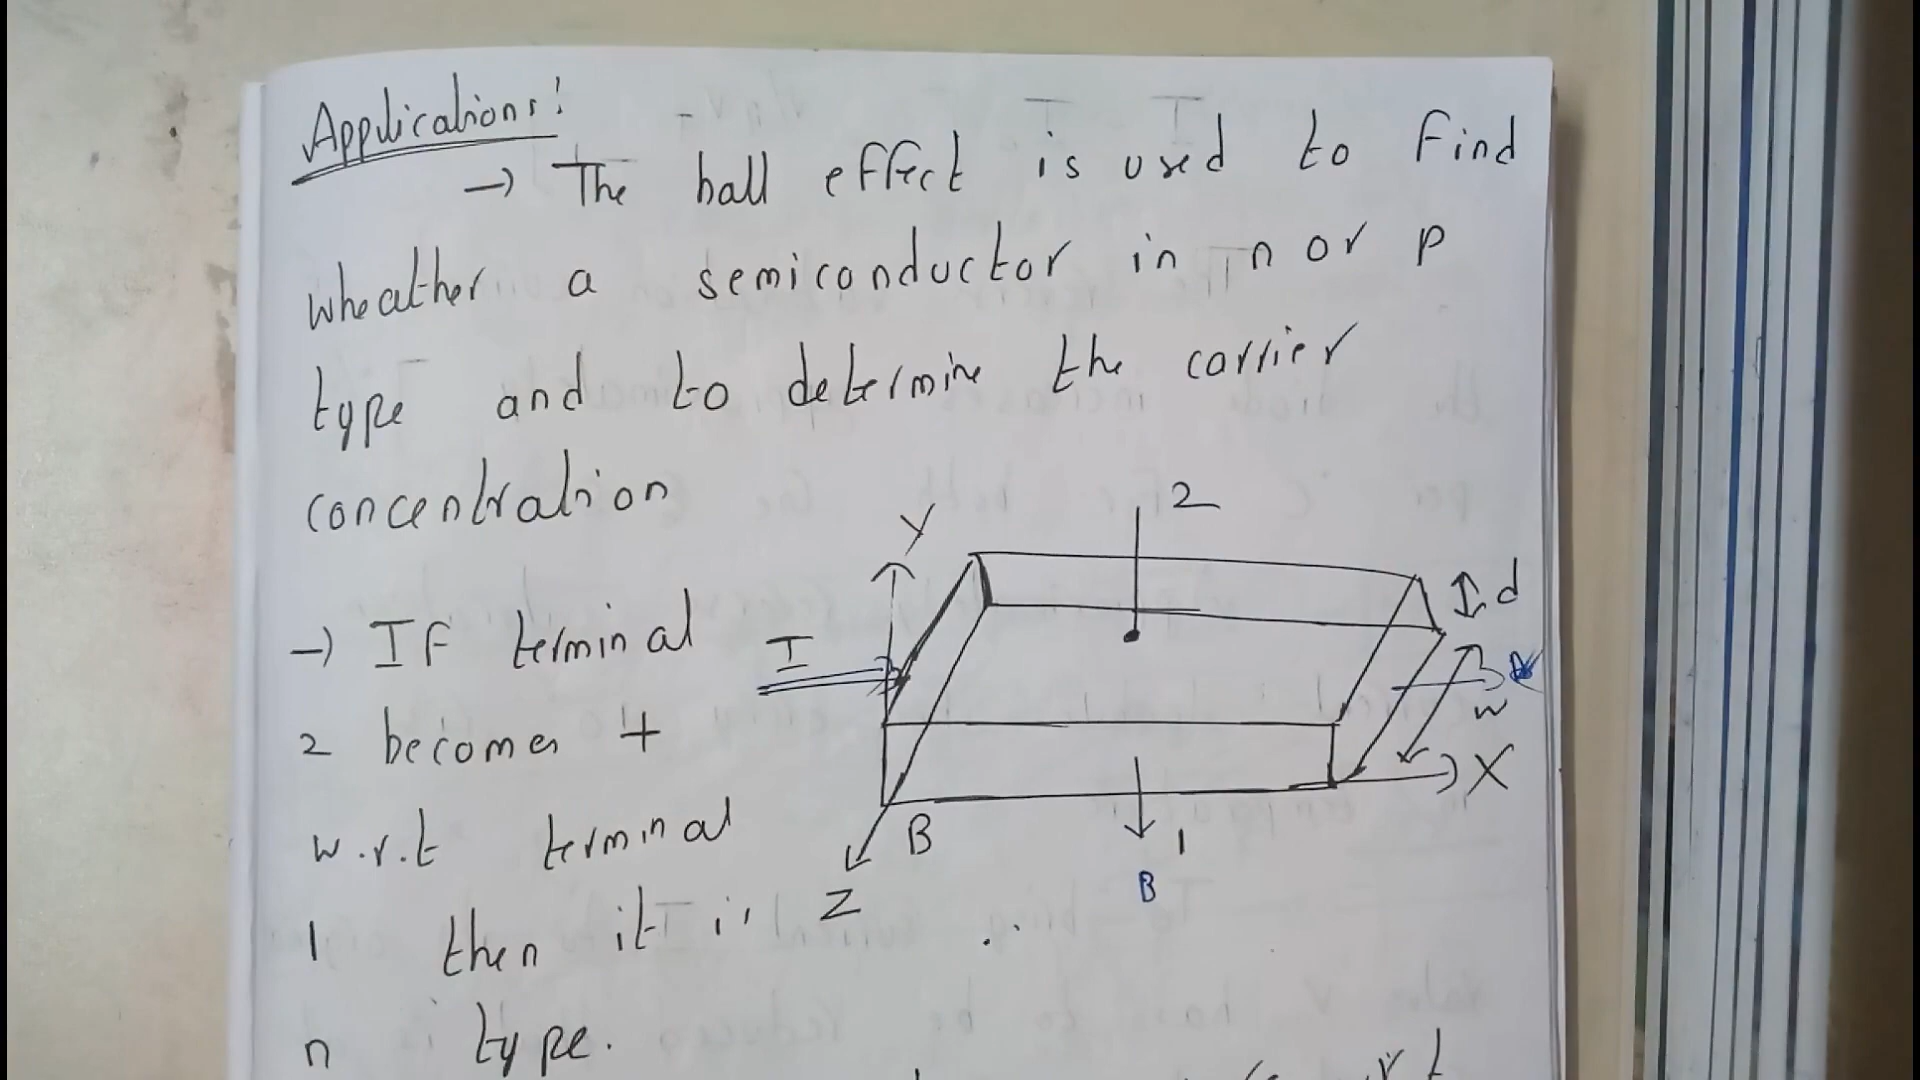 Applications:
→ The hall effect is used to find
wheather a semiconductor in n or p
type and to determine the carrier
concentration
2
Y
d
→ If terminal
I
w
2 becomes +
X
w.r.t terminal
B
1
B
Z
1 then it is
n type.